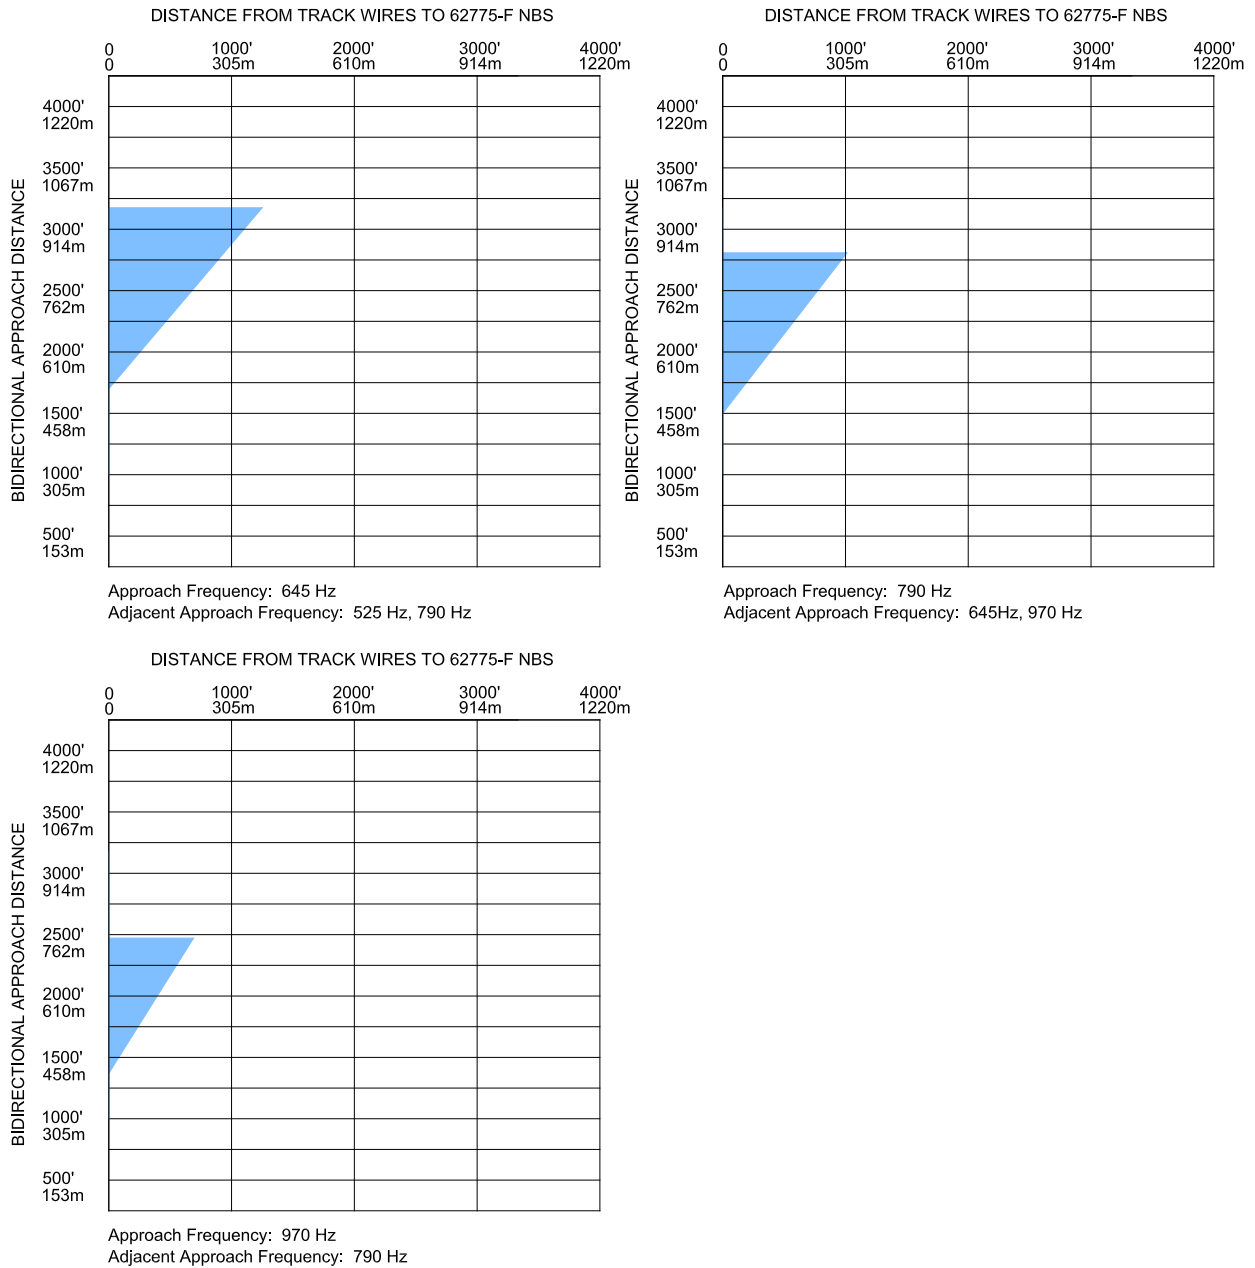 DISTANCE FROM TRACK WIRES TO 62775-F NBS
0 1000' 2000' 3000' 4000'
0 305m 610m 914m 1220m
BIDIRECTIONAL APPROACH DISTANCE
4000'
1220m
3500'
1067m
3000'
914m
2500'
762m
2000'
610m
1500'
458m
1000'
305m
500'
153m
Approach Frequency: 645 Hz
Adjacent Approach Frequency: 525 Hz, 790 Hz
DISTANCE FROM TRACK WIRES TO 62775-F NBS
0 1000' 2000' 3000' 4000'
0 305m 610m 914m 1220m
BIDIRECTIONAL APPROACH DISTANCE
4000'
1220m
3500'
1067m
3000'
914m
2500'
762m
2000'
610m
1500'
458m
1000'
305m
500'
153m
Approach Frequency: 790 Hz
Adjacent Approach Frequency: 645Hz, 970 Hz
DISTANCE FROM TRACK WIRES TO 62775-F NBS
0 1000' 2000' 3000' 4000'
0 305m 610m 914m 1220m
BIDIRECTIONAL APPROACH DISTANCE
4000'
1220m
3500'
1067m
3000'
914m
2500'
762m
2000'
610m
1500'
458m
1000'
305m
500'
153m
Approach Frequency: 970 Hz
Adjacent Approach Frequency: 790 Hz